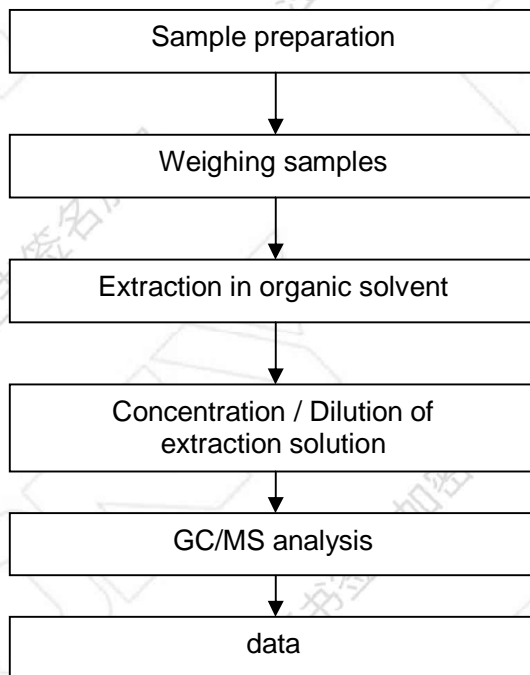 Sample preparation
Weighing samples
Extraction in organic solvent
Concentration / Dilution of
extraction solution
GC/MS analysis
data